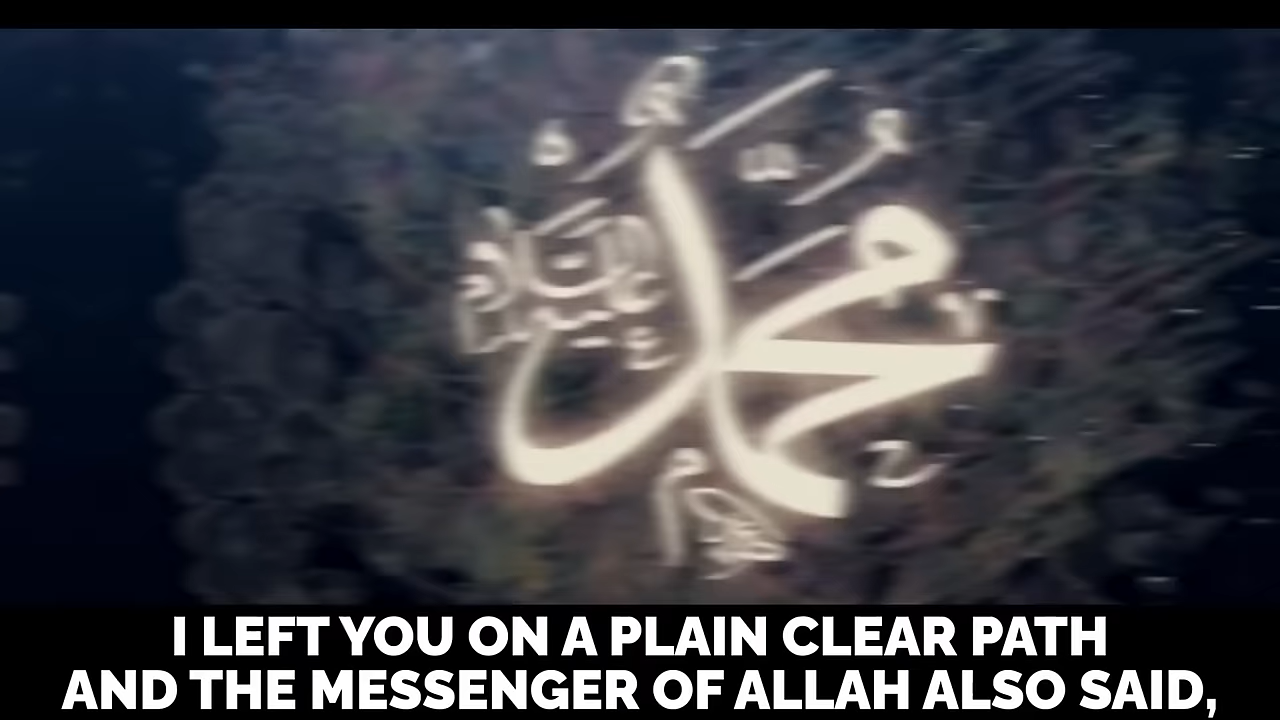 محمد
I LEFT YOU ON A PLAIN CLEAR PATH
AND THE MESSENGER OF ALLAH ALSO SAID,